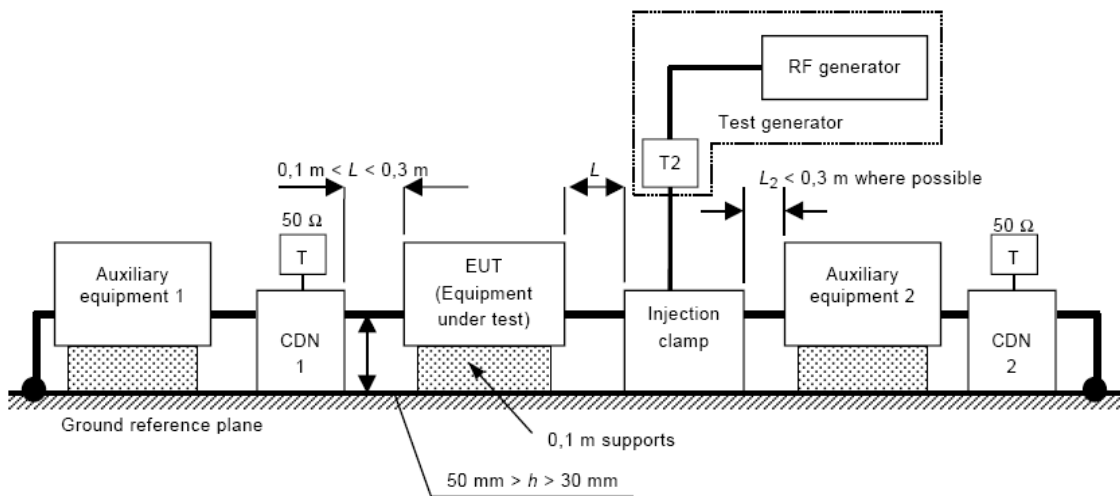 RF generator
Test generator
T2
0,1 m < L < 0,3 m
L
L2 < 0,3 m where possible
50 Ω
T
50 Ω
T
Auxiliary
equipment 1
EUT
(Equipment
under test)
Injection
clamp
Auxiliary
equipment 2
CDN
1
CDN
2
Ground reference plane
0,1 m supports
50 mm > h > 30 mm